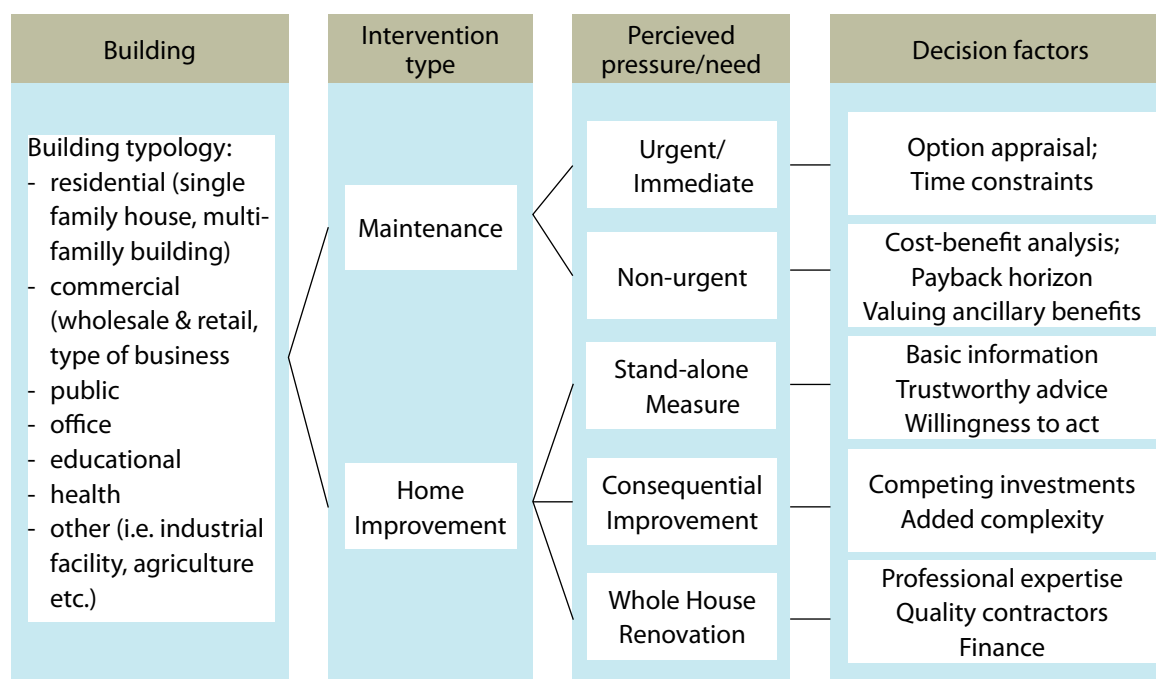 Building
Intervention
type
Percieved
pressure/need
Decision factors
Building typology:
- residential (single
family house, multi-
familly building)
- commercial
(wholesale & retail,
type of business
- public
- office
- educational
- health
- other (i.e. industrial
facility, agriculture
etc.)
Maintenance
Home
Improvement
Urgent/
Immediate
Non-urgent
Stand-alone
Measure
Consequential
Improvement
Whole House
Renovation
Option appraisal;
Time constraints
Cost-benefit analysis;
Payback horizon
Valuing ancillary benefits
Basic information
Trustworthy advice
Willingness to act
Competing investments
Added complexity
Professional expertise
Quality contractors
Finance